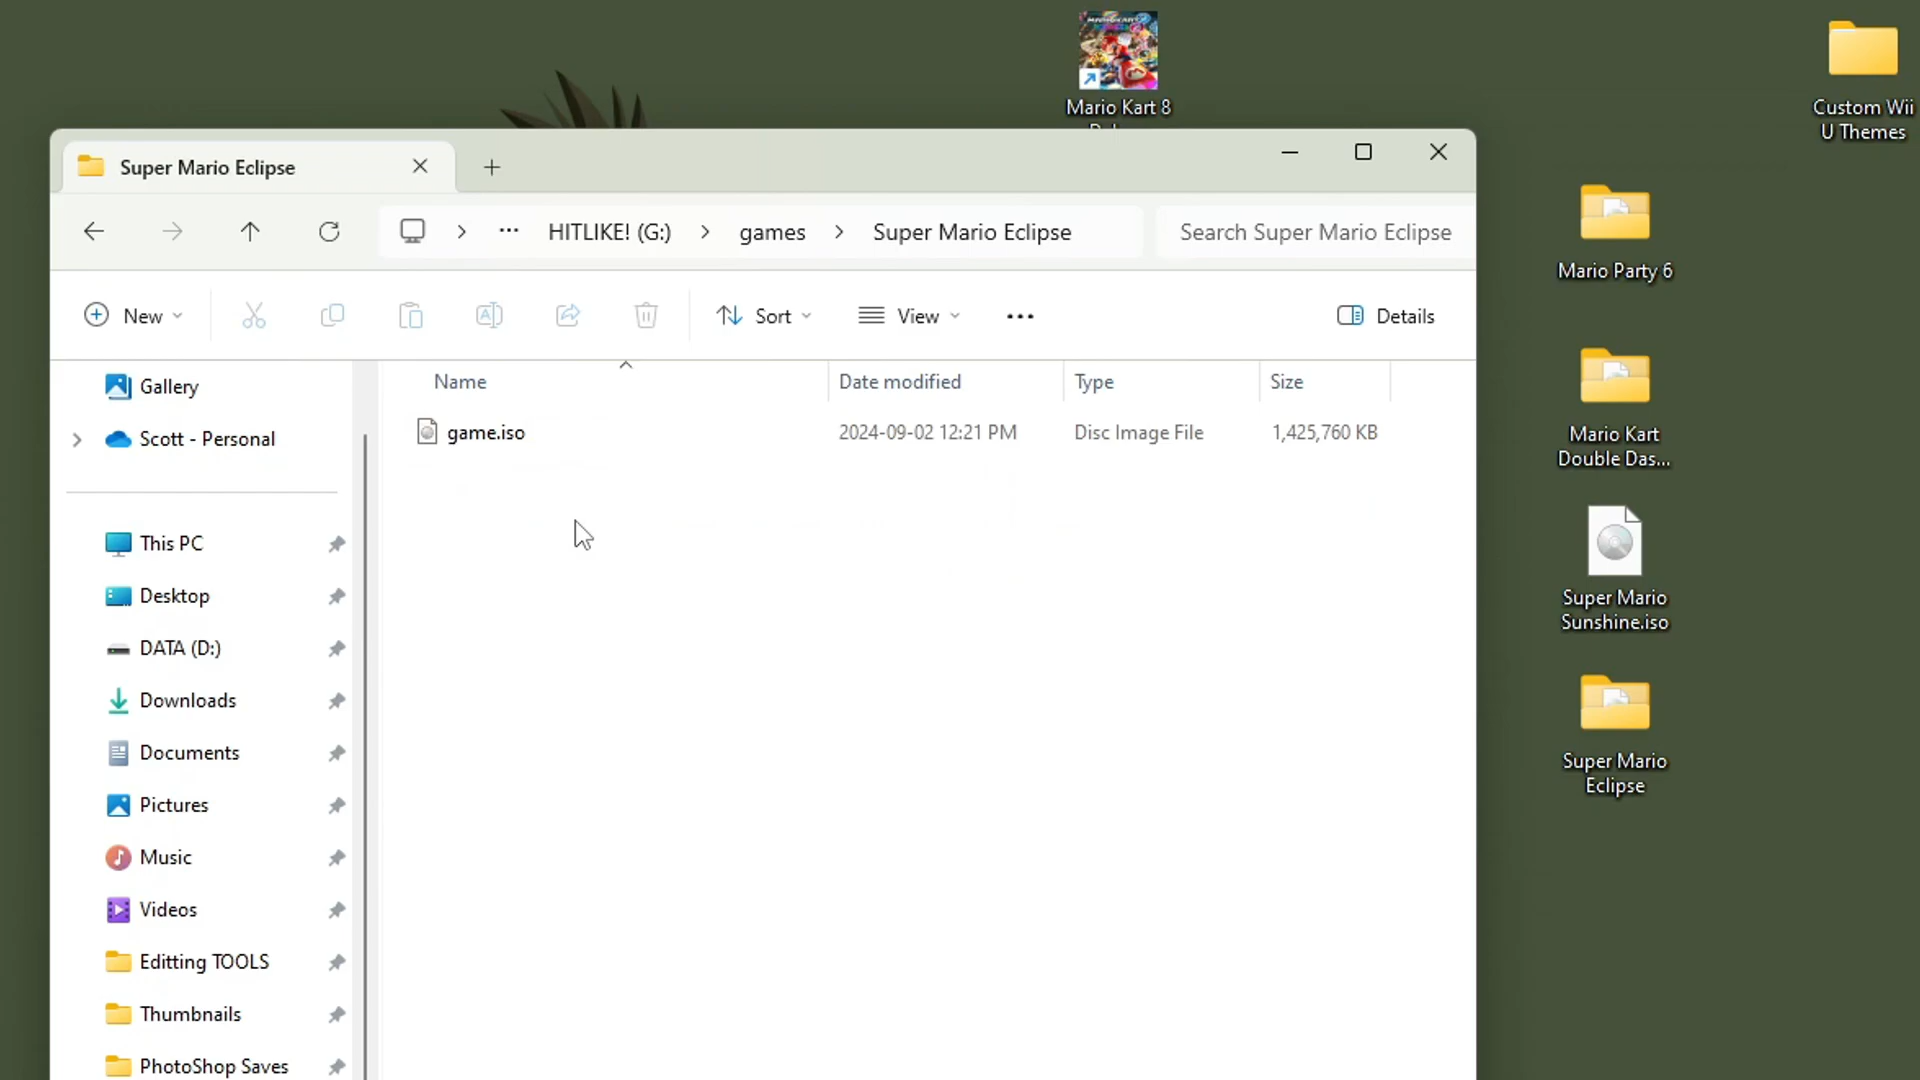 Mario Kart 8
Custom Wii
U Themes
Super Mario Eclipse
HITLIKE! (G:)
games
Super Mario Eclipse
Search Super Mario Eclipse
New
Sort
View
Details
Name
Date modified
Type
Size
game.iso
2024-09-02 12:21 PM
Disc Image File
1,425,760 KB
Gallery
Scott - Personal
This PC
Desktop
DATA (D:)
Downloads
Documents
Pictures
Music
Videos
Editting TOOLS
Thumbnails
PhotoShop Saves
Mario Party 6
Mario Kart
Double Das...
Super Mario
Sunshine.iso
Super Mario
Eclipse